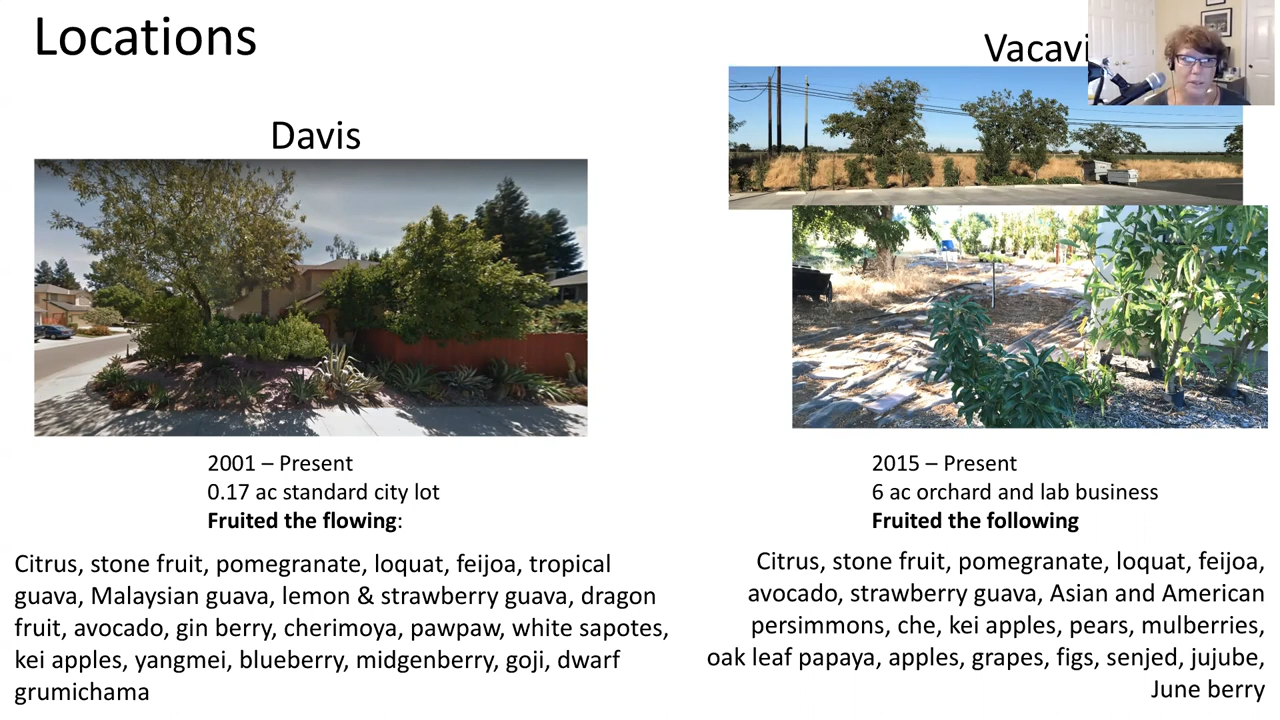 Locations
Davis
2001 – Present
0.17 ac standard city lot
Fruited the flowing:
Citrus, stone fruit, pomegranate, loquat, feijoa, tropical
guava, Malaysian guava, lemon & strawberry guava, dragon
fruit, avocado, gin berry, cherimoya, pawpaw, white sapotes,
kei apples, yangmei, blueberry, midgenberry, goji, dwarf
grumichama
Vacavi
2015 – Present
6 ac orchard and lab business
Fruited the following
Citrus, stone fruit, pomegranate, loquat, feijoa,
avocado, strawberry guava, Asian and American
persimmons, che, kei apples, pears, mulberries,
oak leaf papaya, apples, grapes, figs, senjed, jujube,
June berry